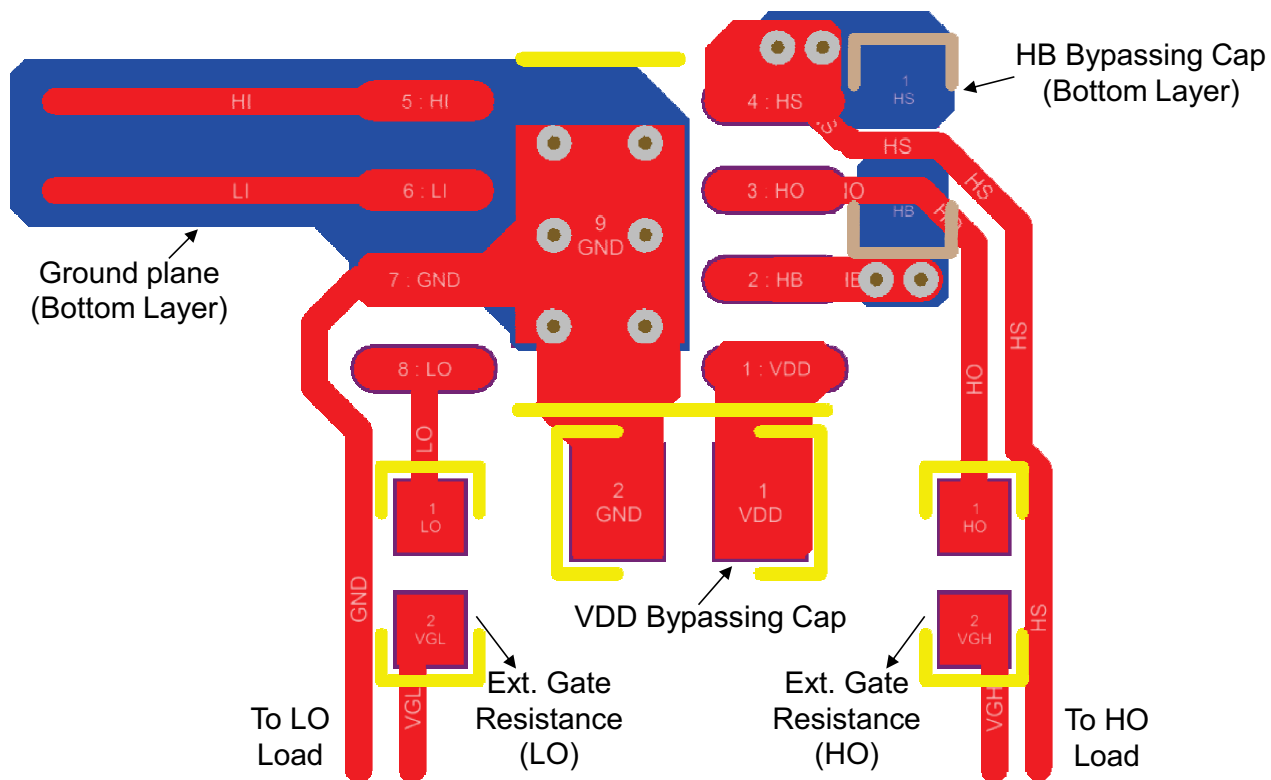 HB Bypassing Cap
(Bottom Layer)
1
HS
HI
5 : HI
4 : HS
HS
HS
HS
LI
6 : LI
3 : HO
HO
HO
HB
9
GND
Ground plane
(Bottom Layer)
7 : GND
2 : HB
HS
8 : LO
1 : VDD
HO
LO
2
GND
1
VDD
1
LO
1
HO
GND
VDD Bypassing Cap
2
VGL
2
VGH
HS
Ext. Gate
Resistance
(LO)
Ext. Gate
Resistance
(HO)
VGL
VGH
To LO
Load
To HO
Load